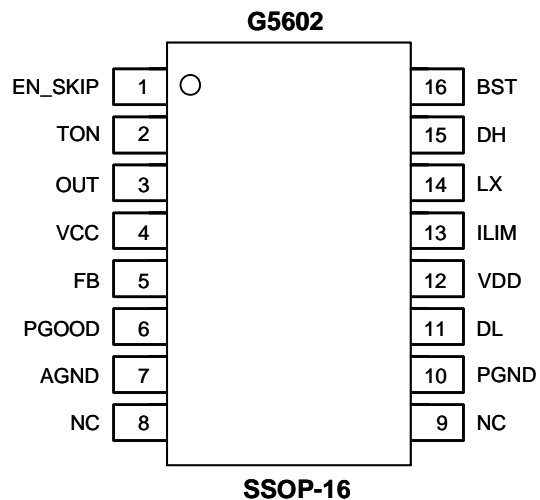 G5602
EN_SKIP 1 16 BST
TON 2 15 DH
OUT 3 14 LX
VCC 4 13 ILIM
FB 5 12 VDD
PGOOD 6 11 DL
AGND 7 10 PGND
NC 8 9 NC
SSOP-16